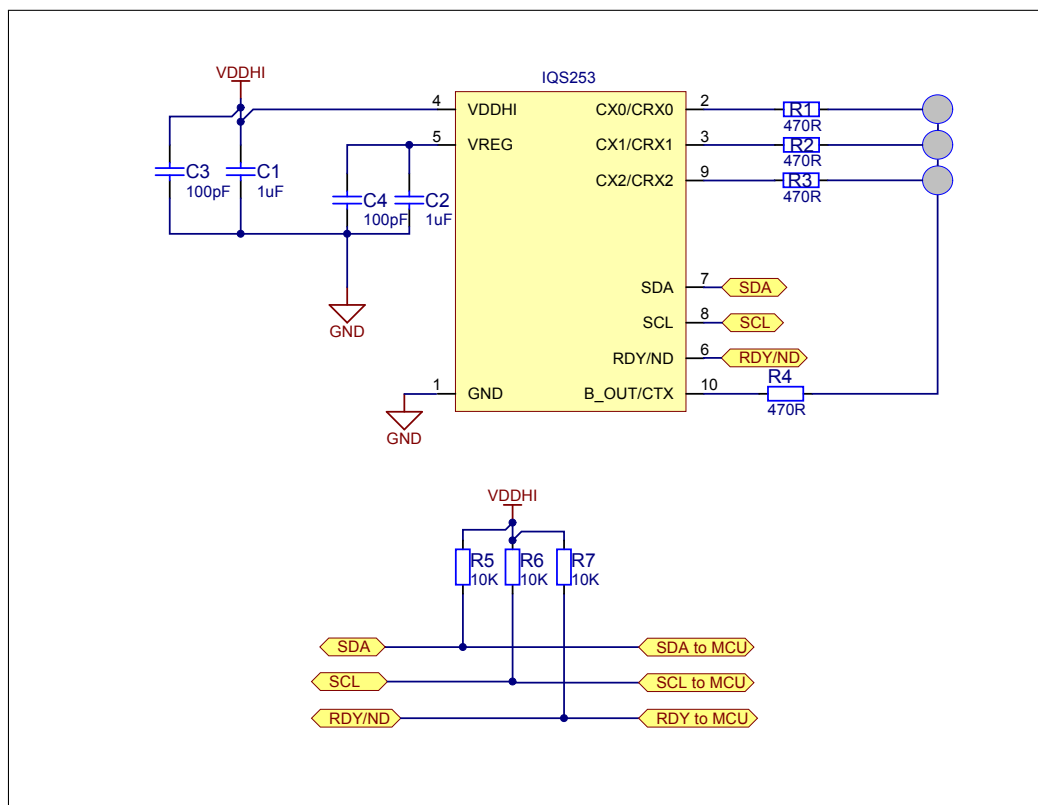 IQS253
VDDHI
4 VDDHI CX0/CRX0 2 R1
470R
5 VREG CX1/CRX1 3 R2
470R
CX2/CRX2 9 R3
470R
C3
100pF
C1
1uF
C4
100pF
C2
1uF
GND
SDA 7 SDA
SCL 8 SCL
RDY/ND 6 RDY/ND
1 GND B_OUT/CTX 10 R4
470R
GND
VDDHI
R5
10K
R6
10K
R7
10K
SDA SDA to MCU
SCL SCL to MCU
RDY/ND RDY to MCU